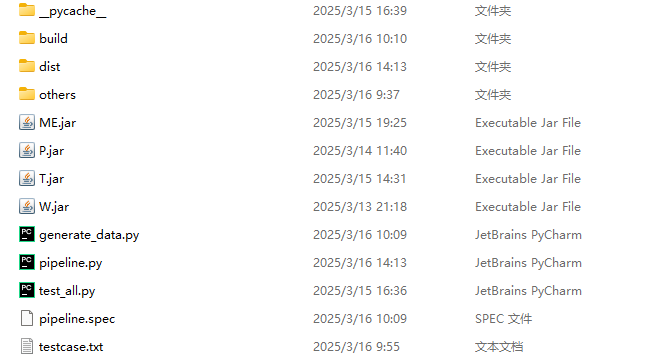 __pycache__ 2025/3/15 16:39 文件夹
build 2025/3/16 10:10 文件夹
dist 2025/3/16 14:13 文件夹
others 2025/3/16 9:37 文件夹
ME.jar 2025/3/15 19:25 Executable Jar File
P.jar 2025/3/14 11:40 Executable Jar File
T.jar 2025/3/15 14:31 Executable Jar File
W.jar 2025/3/13 21:18 Executable Jar File
generate_data.py 2025/3/16 10:09 JetBrains PyCharm
pipeline.py 2025/3/16 14:13 JetBrains PyCharm
test_all.py 2025/3/15 16:36 JetBrains PyCharm
pipeline.spec 2025/3/16 10:09 SPEC 文件
testcase.txt 2025/3/16 9:55 文本文档